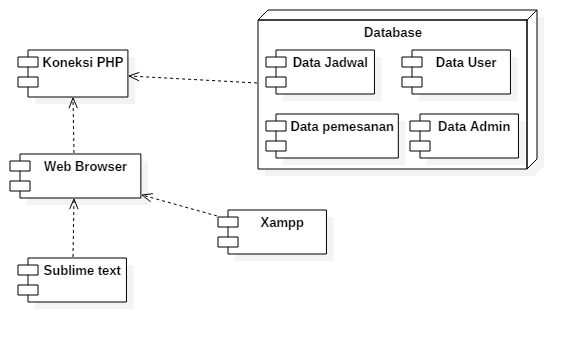 Database
Koneksi PHP
Data Jadwal
Data User
Data pemesanan
Data Admin
Web Browser
Xampp
Sublime text